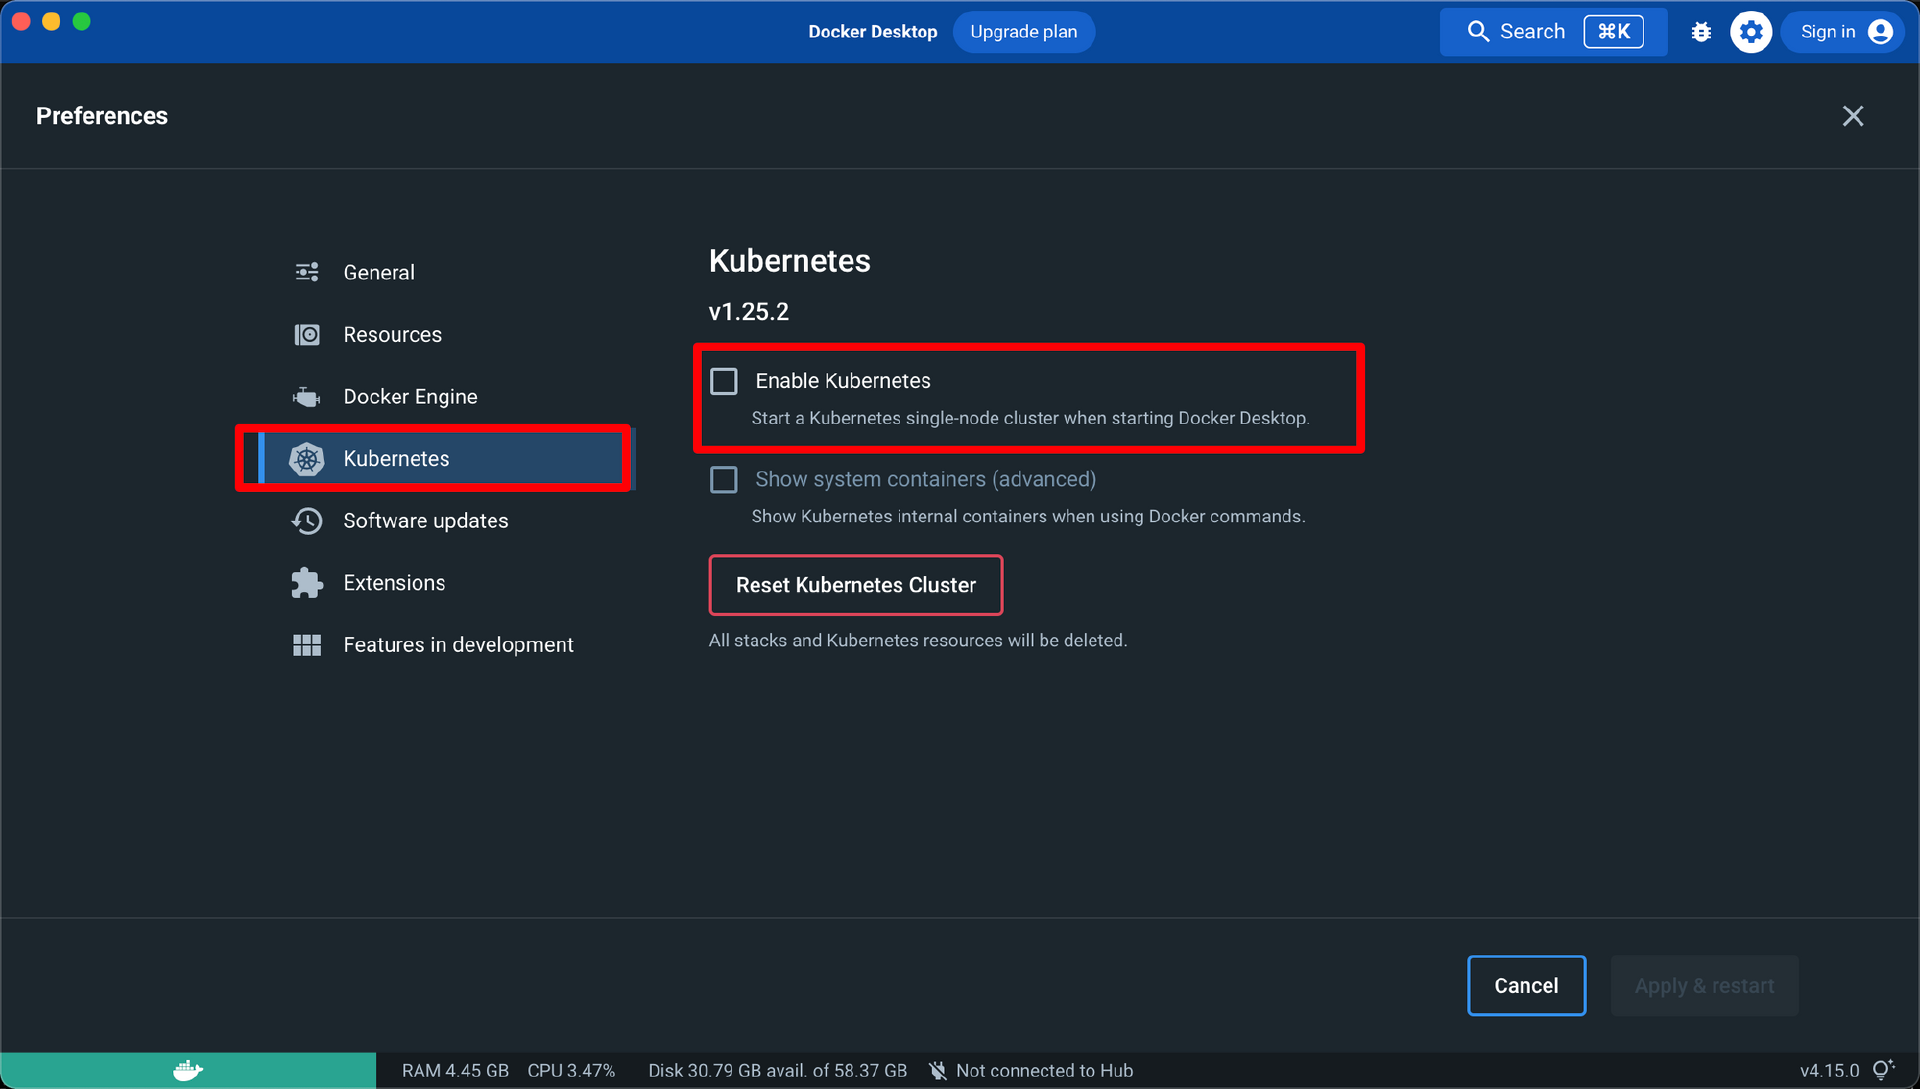 Docker Desktop
Upgrade plan
Search
⌘K
Sign in
Preferences
General
Resources
Docker Engine
Kubernetes
Software updates
Extensions
Features in development
Kubernetes
v1.25.2
Enable Kubernetes
Start a Kubernetes single-node cluster when starting Docker Desktop.
Show system containers (advanced)
Show Kubernetes internal containers when using Docker commands.
Reset Kubernetes Cluster
All stacks and Kubernetes resources will be deleted.
Cancel
Apply & restart
RAM 4.45 GB CPU 3.47% Disk 30.79 GB avail. of 58.37 GB Not connected to Hub
v4.15.0